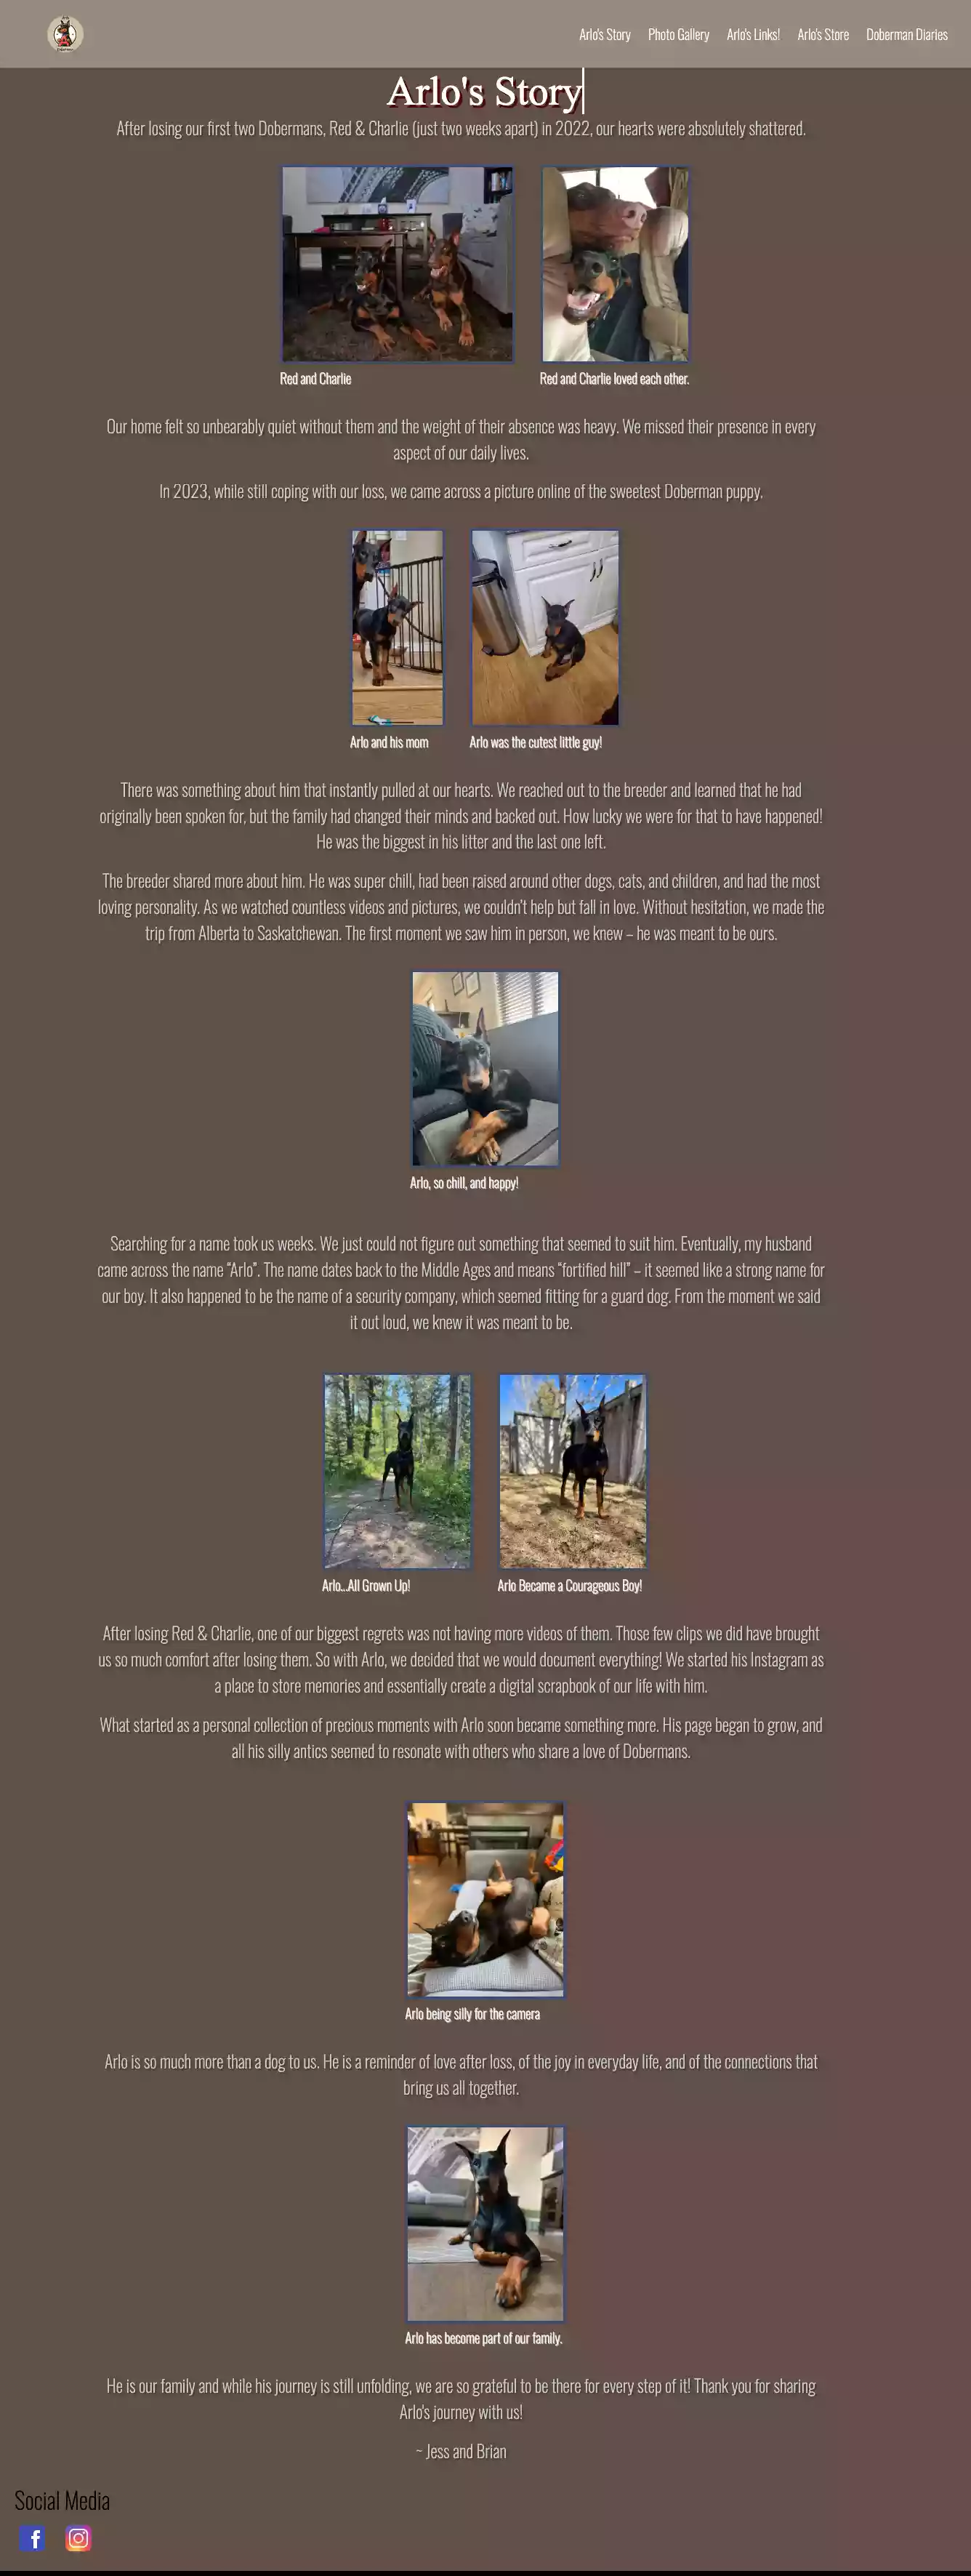 Arlo's Story Photo Gallery Arlo's Links! Arlo's Store Doberman Diaries
Arlo's Story
After losing our first two Dobermans, Red & Charlie (just two weeks apart) in 2022, our hearts were absolutely shattered.
Red and Charlie
Red and Charlie loved each other.
Our home felt so unbearably quiet without them and the weight of their absence was heavy. We missed their presence in every
aspect of our daily lives.
In 2023, while still coping with our loss, we came across a picture online of the sweetest Doberman puppy.
Arlo and his mom
Arlo was the cutest little guy!
There was something about him that instantly pulled at our hearts. We reached out to the breeder and learned that he had
originally been spoken for, but the family had changed their minds and backed out. How lucky we were for that to have happened!
He was the biggest in his litter and the last one left.
The breeder shared more about him. He was super chill, had been raised around other dogs, cats, and children, and had the most
loving personality. As we watched countless videos and pictures, we couldn't help but fall in love. Without hesitation, we made the
trip from Alberta to Saskatchewan. The first moment we saw him in person, we knew – he was meant to be ours.
Arlo, so chill, and happy!
Searching for a name took us weeks. We just could not figure out something that seemed to suit him. Eventually, my husband
came across the name “Arlo”. The name dates back to the Middle Ages and means “fortified hill” – it seemed like a strong name for
our boy. It also happened to be the name of a security company, which seemed fitting for a guard dog. From the moment we said
it out loud, we knew it was meant to be.
Arlo...All Grown Up!
Arlo Became a Courageous Boy!
After losing Red & Charlie, one of our biggest regrets was not having more videos of them. Those few clips we did have brought
us so much comfort after losing them. So with Arlo, we decided that we would document everything! We started his Instagram as
a place to store memories and essentially create a digital scrapbook of our life with him.
What started as a personal collection of precious moments with Arlo soon became something more. His page began to grow, and
all his silly antics seemed to resonate with others who share a love of Dobermans.
Arlo being silly for the camera
Arlo is so much more than a dog to us. He is a reminder of love after loss, of the joy in everyday life, and of the connections that
bring us all together.
Arlo has become part of our family.
He is our family and while his journey is still unfolding, we are so grateful to be there for every step of it! Thank you for sharing
Arlo's journey with us!
~ Jess and Brian
Social Media